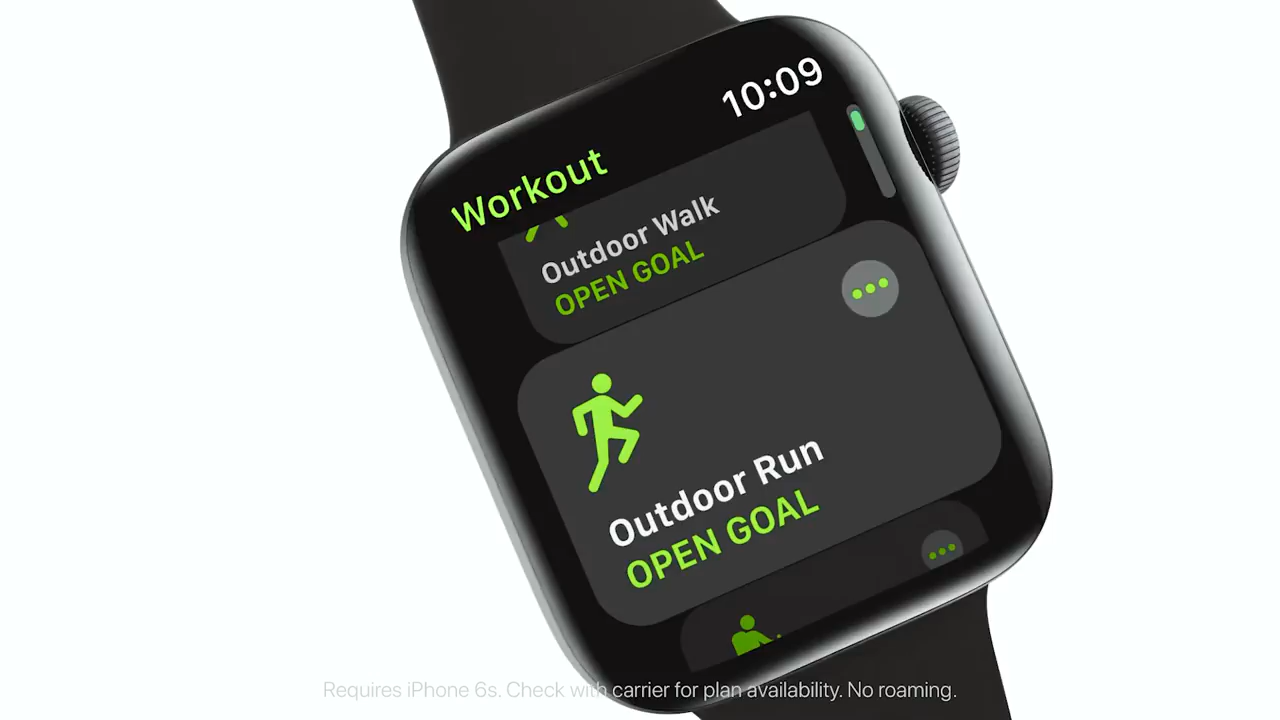 10:09
Workout
Outdoor Walk
OPEN GOAL
Outdoor Run
OPEN GOAL
Requires iPhone 6s. Check with carrier for plan availability. No roaming.